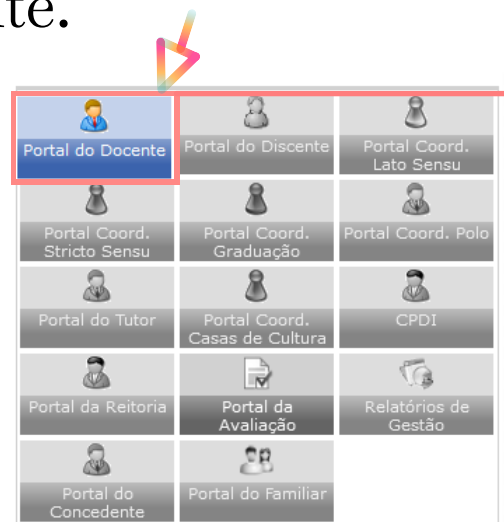 Portal do Docente
Portal do Discente
Portal Coord.
Lato Sensu
Portal Coord.
Stricto Sensu
Portal Coord.
Graduação
Portal Coord. Polo
Portal do Tutor
Portal Coord.
Casas de Cultura
CPDI
Portal da Reitoria
Portal da
Avaliação
Relatórios de
Gestão
Portal do
Concedente
Portal do Familiar